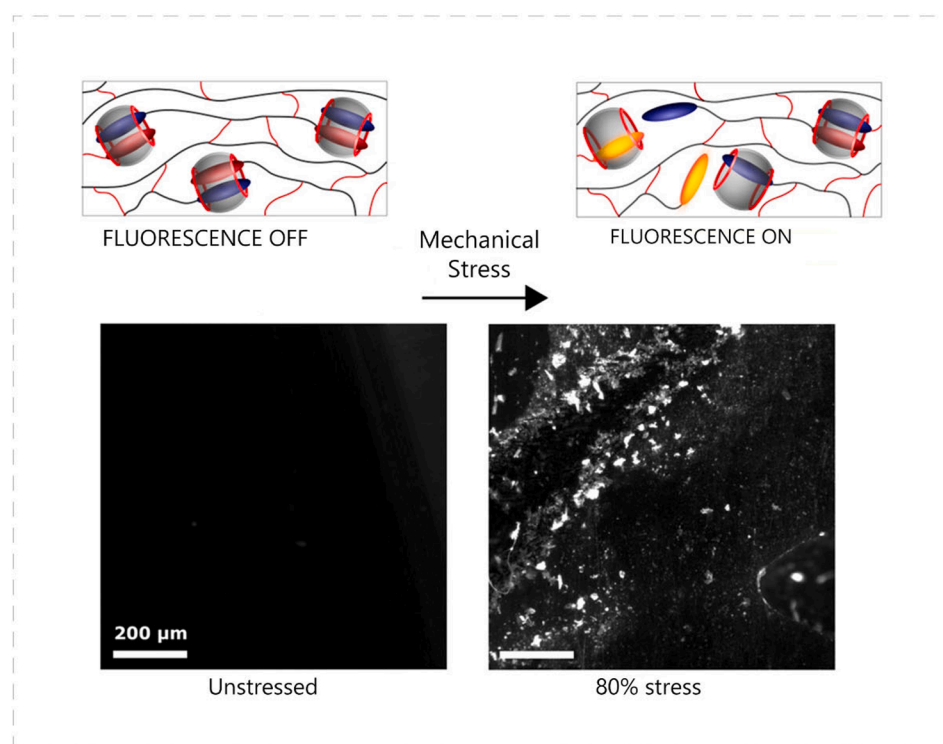 FLUORESCENCE OFF
FLUORESCENCE ON
Mechanical
Stress
200 μm
Unstressed
80% stress